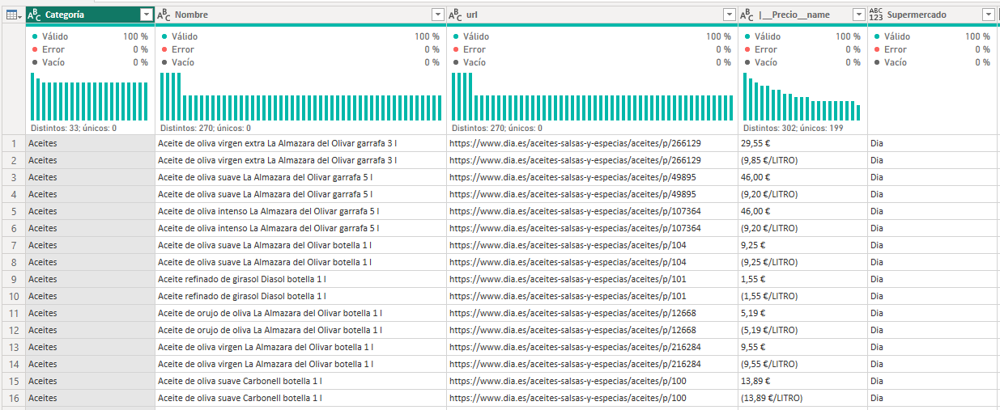 ABC Categoría ABC Nombre ABC url ABC |__Precio__name ABC 123 Supermercado
Válido 100 % Válido 100 % Válido 100 % Válido 100 % Válido 100 %
Error 0 % Error 0 % Error 0 % Error 0 % Error 0 %
Vacío 0 % Vacío 0 % Vacío 0 % Vacío 0 % Vacío 0 %
Distintos: 33; únicos: 0 Distintos: 270; únicos: 0 Distintos: 270; únicos: 0 Distintos: 302; únicos: 199
1 Aceites Aceite de oliva virgen extra La Almazara del Olivar garrafa 3 l https://www.dia.es/aceites-salsas-y-especias/aceites/p/266129 29,55 € Dia
2 Aceites Aceite de oliva virgen extra La Almazara del Olivar garrafa 3 l https://www.dia.es/aceites-salsas-y-especias/aceites/p/266129 (9,85 €/LITRO) Dia
3 Aceites Aceite de oliva suave La Almazara del Olivar garrafa 5 l https://www.dia.es/aceites-salsas-y-especias/aceites/p/49895 46,00 € Dia
4 Aceites Aceite de oliva suave La Almazara del Olivar garrafa 5 l https://www.dia.es/aceites-salsas-y-especias/aceites/p/49895 (9,20 €/LITRO) Dia
5 Aceites Aceite de oliva intenso La Almazara del Olivar garrafa 5 l https://www.dia.es/aceites-salsas-y-especias/aceites/p/107364 46,00 € Dia
6 Aceites Aceite de oliva intenso La Almazara del Olivar garrafa 5 l https://www.dia.es/aceites-salsas-y-especias/aceites/p/107364 (9,20 €/LITRO) Dia
7 Aceites Aceite de oliva suave La Almazara del Olivar botella 1 l https://www.dia.es/aceites-salsas-y-especias/aceites/p/104 9,25 € Dia
8 Aceites Aceite de oliva suave La Almazara del Olivar botella 1 l https://www.dia.es/aceites-salsas-y-especias/aceites/p/104 (9,25 €/LITRO) Dia
9 Aceites Aceite refinado de girasol Diasol botella 1 l https://www.dia.es/aceites-salsas-y-especias/aceites/p/101 1,55 € Dia
10 Aceites Aceite refinado de girasol Diasol botella 1 l https://www.dia.es/aceites-salsas-y-especias/aceites/p/101 (1,55 €/LITRO) Dia
11 Aceites Aceite de orujo de oliva La Almazara del Olivar botella 1 l https://www.dia.es/aceites-salsas-y-especias/aceites/p/12668 5,19 € Dia
12 Aceites Aceite de orujo de oliva La Almazara del Olivar botella 1 l https://www.dia.es/aceites-salsas-y-especias/aceites/p/12668 (5,19 €/LITRO) Dia
13 Aceites Aceite de oliva virgen La Almazara del Olivar botella 1 l https://www.dia.es/aceites-salsas-y-especias/aceites/p/216284 9,55 € Dia
14 Aceites Aceite de oliva virgen La Almazara del Olivar botella 1 l https://www.dia.es/aceites-salsas-y-especias/aceites/p/216284 (9,55 €/LITRO) Dia
15 Aceites Aceite de oliva suave Carbonell botella 1 l https://www.dia.es/aceites-salsas-y-especias/aceites/p/100 13,89 € Dia
16 Aceites Aceite de oliva suave Carbonell botella 1 l https://www.dia.es/aceites-salsas-y-especias/aceites/p/100 (13,89 €/LITRO) Dia